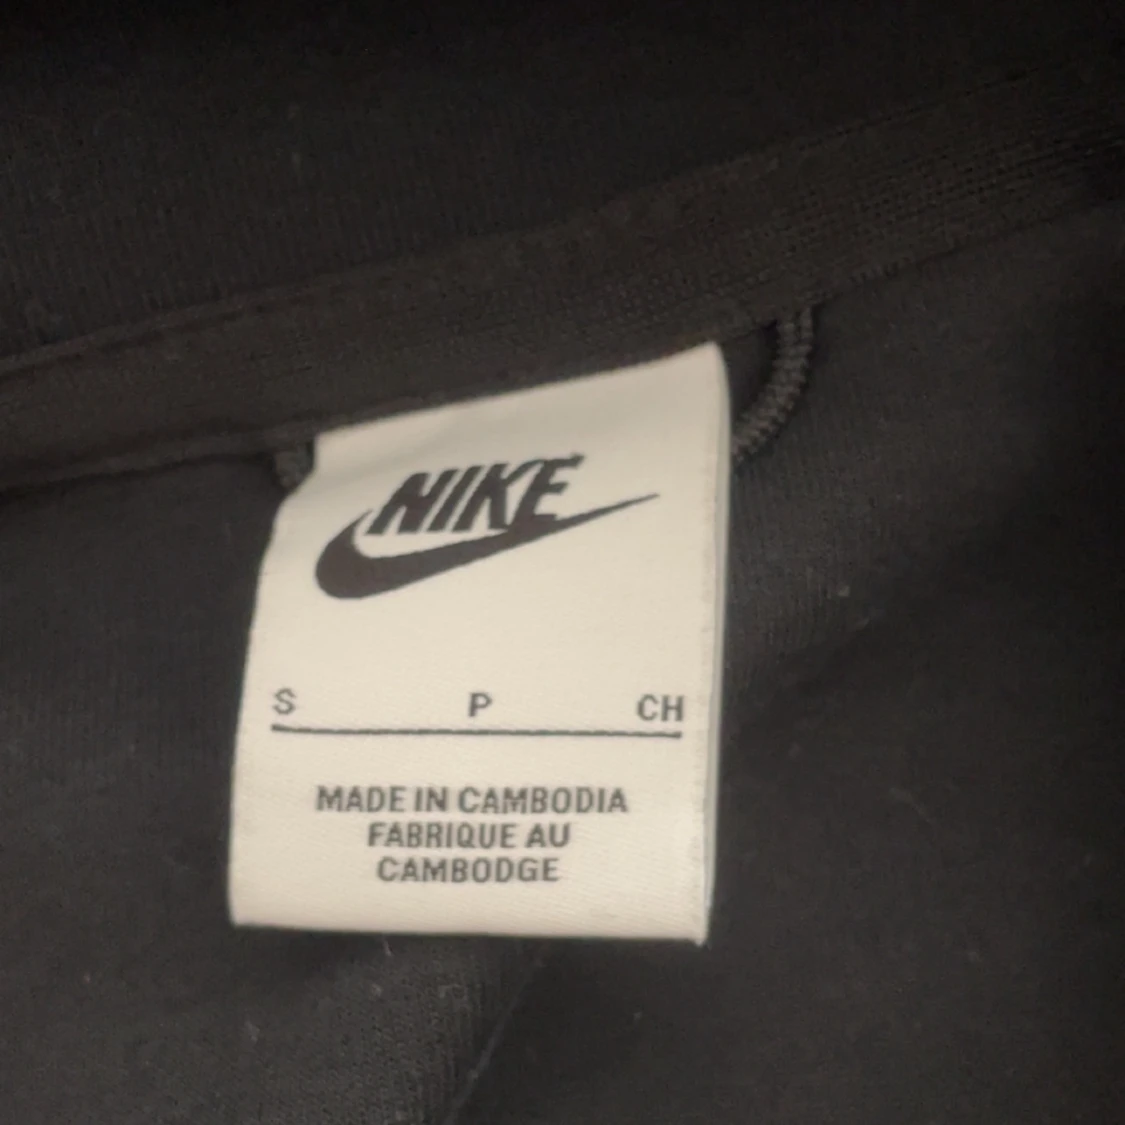 NIKE
S P CH
MADE IN CAMBODIA
FABRIQUE AU
CAMBODGE